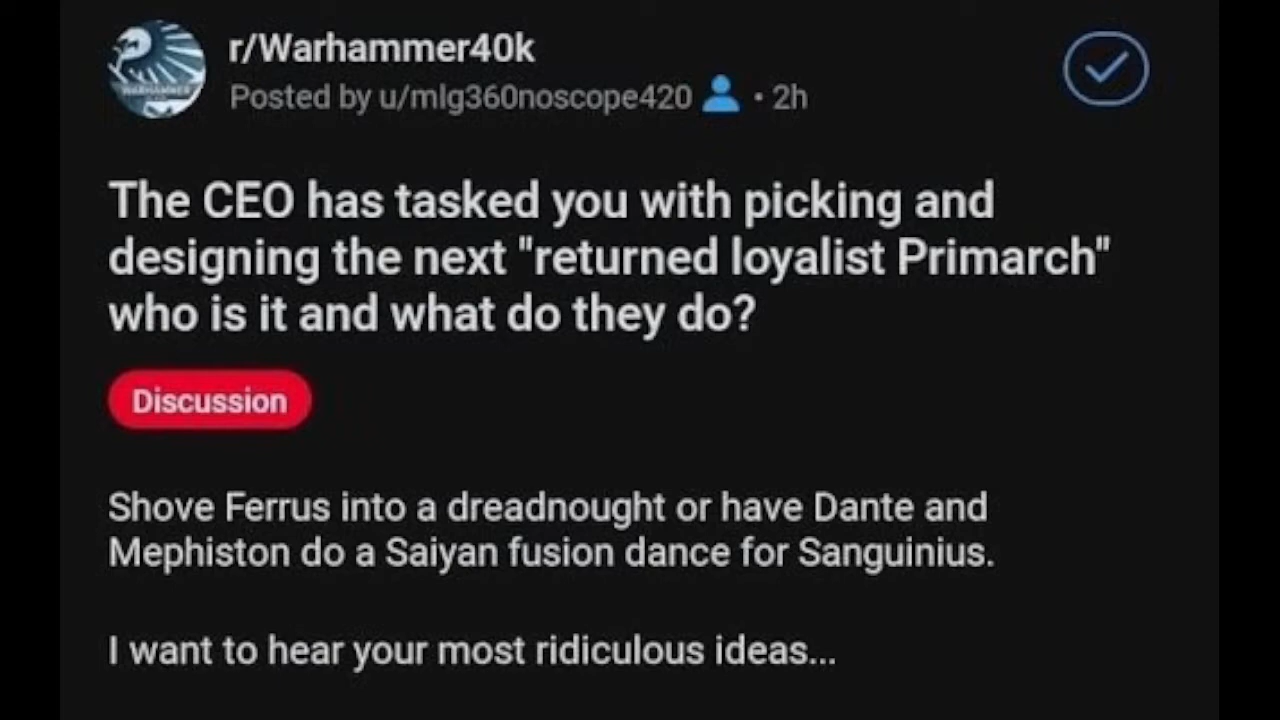 r/Warhammer40k
Posted by u/mlg360noscope420 • 2h
WARHAMMER
The CEO has tasked you with picking and
designing the next "returned loyalist Primarch"
who is it and what do they do?
Discussion
Shove Ferrus into a dreadnought or have Dante and
Mephiston do a Saiyan fusion dance for Sanguinius.
I want to hear your most ridiculous ideas...